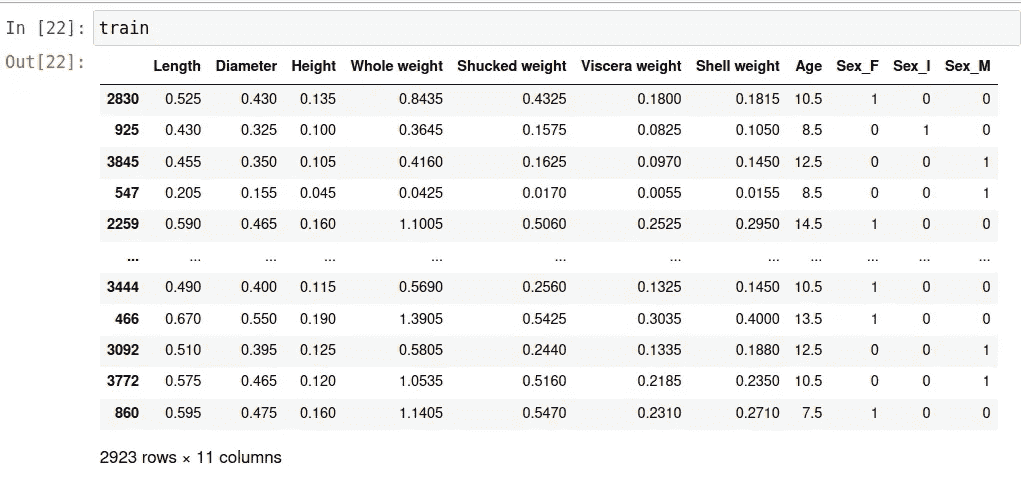 In [22]: train
Out[22]:
Length Diameter Height Whole weight Shucked weight Viscera weight Shell weight Age Sex_F Sex_I Sex_M
2830 0.525 0.430 0.135 0.8435 0.4325 0.1800 0.1815 10.5 1 0 0
925 0.430 0.325 0.100 0.3645 0.1575 0.0825 0.1050 8.5 0 1 0
3845 0.455 0.350 0.105 0.4160 0.1625 0.0970 0.1450 12.5 0 0 1
547 0.205 0.155 0.045 0.0425 0.0170 0.0055 0.0155 8.5 0 0 1
2259 0.590 0.465 0.160 1.1005 0.5060 0.2525 0.2950 14.5 1 0 0
... ... ... ... ... ... ... ... ... ... ... ...
3444 0.490 0.400 0.115 0.5690 0.2560 0.1325 0.1450 10.5 1 0 0
466 0.670 0.550 0.190 1.3905 0.5425 0.3035 0.4000 13.5 1 0 0
3092 0.510 0.395 0.125 0.5805 0.2440 0.1335 0.1880 12.5 0 0 1
3772 0.575 0.465 0.120 1.0535 0.5160 0.2185 0.2350 10.5 0 0 1
860 0.595 0.475 0.160 1.1405 0.5470 0.2310 0.2710 7.5 1 0 0
2923 rows × 11 columns